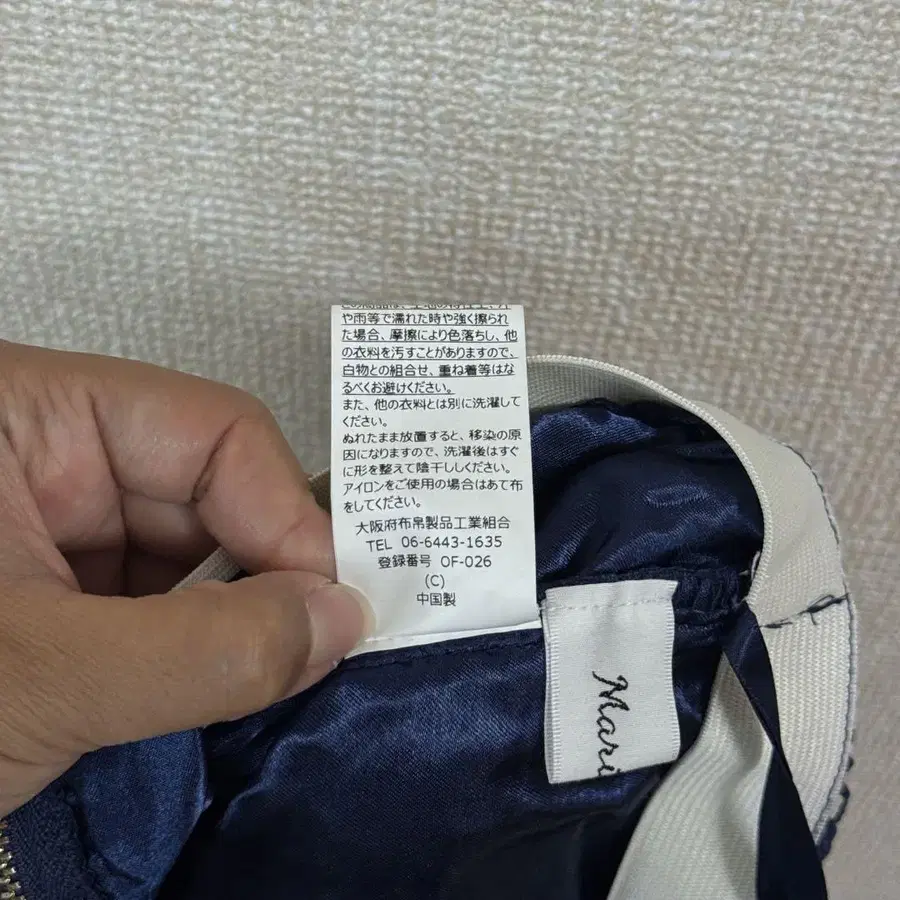 や雨等で濡れた時や強く擦られ
た場合、摩擦により色落ちし、他
の衣料を汚すことがありますので、
白物との組合せ、重ね着等はな
るべくお避けください。
また、他の衣料とは別に洗濯して
ください。
ぬれたまま放置すると、移染の原
因になりますので、洗濯後はすぐ
に形を整えて陰干ししください。
アイロンをご使用の場合はあて布
をしてください。
大阪府布帛製品工業組合
TEL 06-6443-1635
登録番号 OF-026
(C)
中国製
Mari